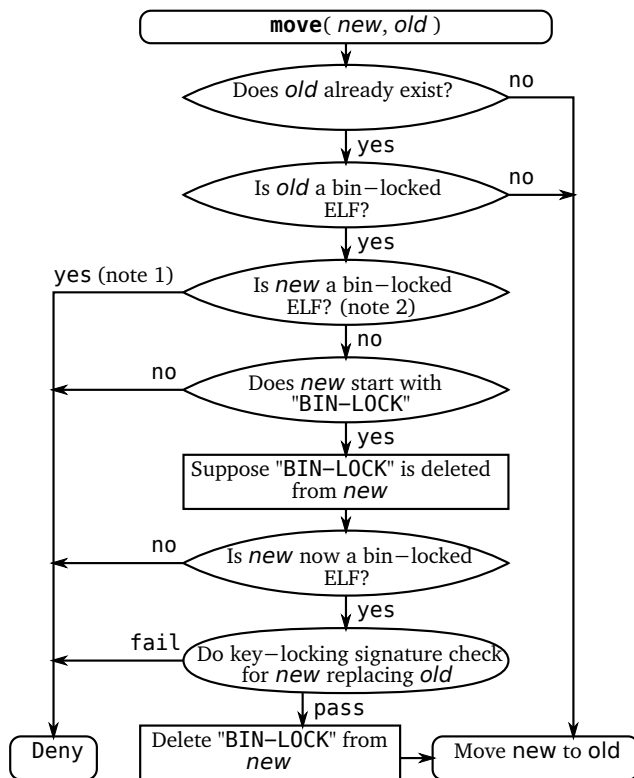 move( new, old )
Does old already exist?
no
yes
Is old a bin−locked
ELF?
no
yes
yes (note 1)
Is new a bin−locked
ELF? (note 2)
no
no
Does new start with
"BIN−LOCK"
yes
Suppose "BIN−LOCK" is deleted
from new
no
Is new now a bin−locked
ELF?
yes
fail
Do key−locking signature check
for new replacing old
pass
Deny
Delete "BIN−LOCK" from
new
Move new to old